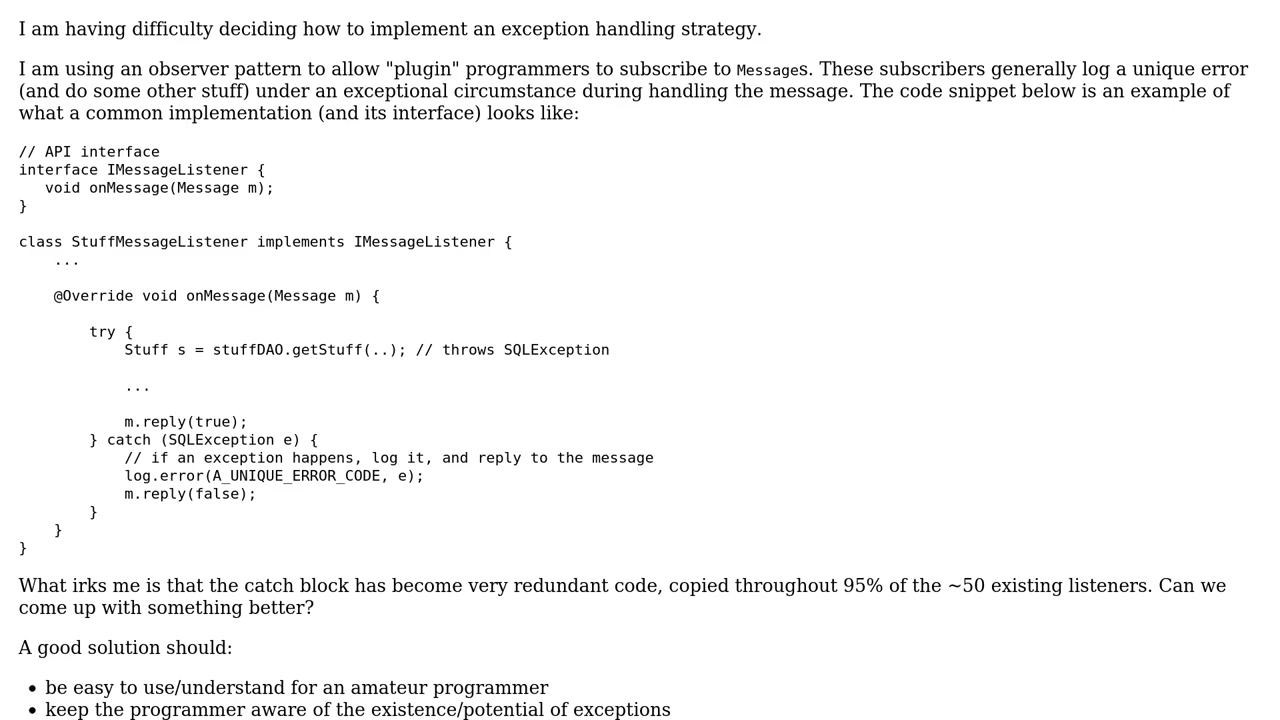 I am having difficulty deciding how to implement an exception handling strategy.
I am using an observer pattern to allow "plugin" programmers to subscribe to Messages. These subscribers generally log a unique error
(and do some other stuff) under an exceptional circumstance during handling the message. The code snippet below is an example of
what a common implementation (and its interface) looks like:
// API interface
interface IMessageListener {
   void onMessage(Message m);
}
class StuffMessageListener implements IMessageListener {
    ...
    @Override void onMessage(Message m) {
        try {
            Stuff s = stuffDAO.getStuff(..); // throws SQLException
            ...
            m.reply(true);
        } catch (SQLException e) {
            // if an exception happens, log it, and reply to the message
            log.error(A_UNIQUE_ERROR_CODE, e);
            m.reply(false);
        }
    }
}
What irks me is that the catch block has become very redundant code, copied throughout 95% of the ~50 existing listeners. Can we
come up with something better?
A good solution should:
• be easy to use/understand for an amateur programmer
• keep the programmer aware of the existence/potential of exceptions